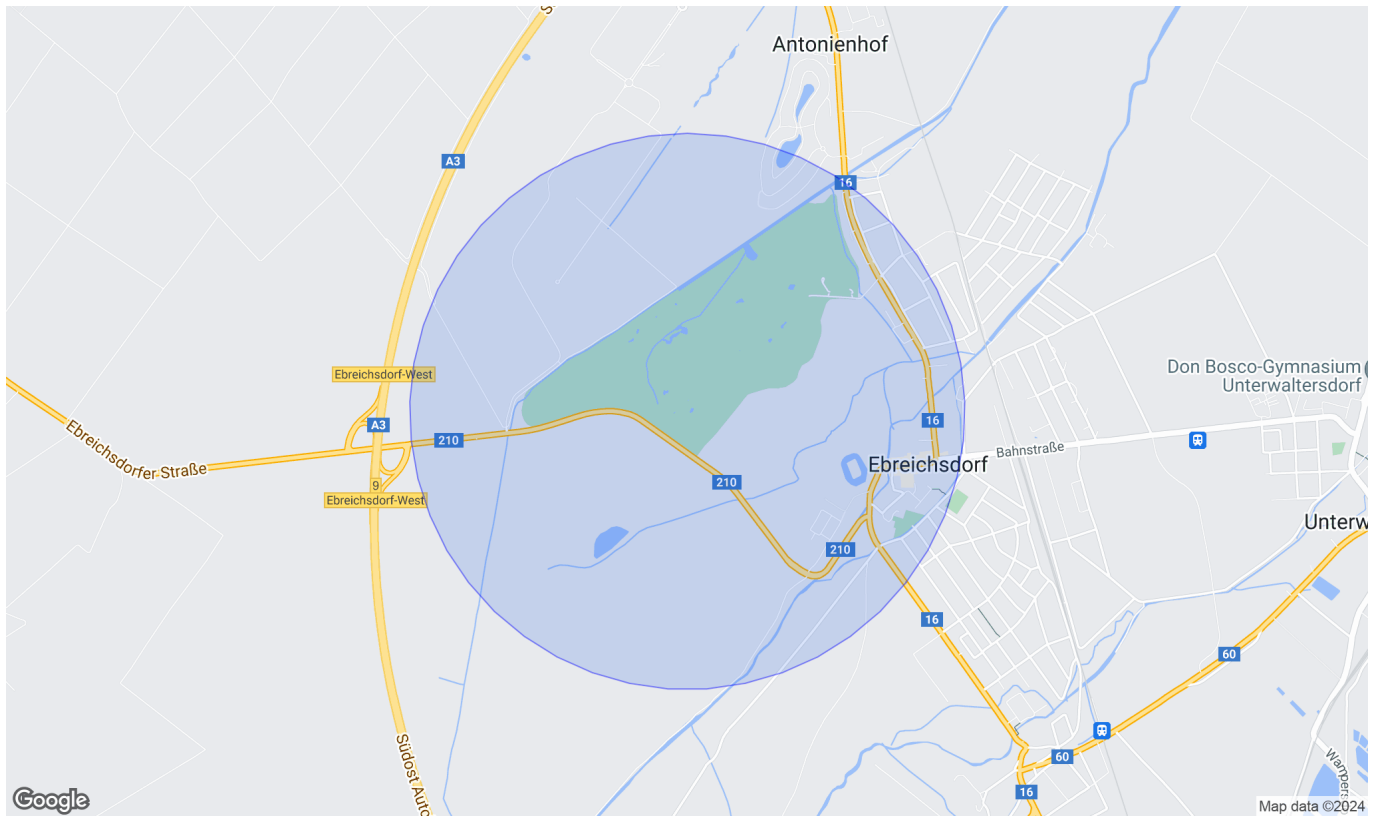 S
Antonienhof
A3
16
Don Bosco-Gymnasium
Unterwaltersdorf
Ebreichsdorf-West
A3
16
Ebreichsdorfer Straße
210
Bahnstraße
Ebreichsdorf
210
9
Ebreichsdorf-West
Unterw
210
16
60
Südost Auto
60
16
Wampers
Google
Map data ©2024